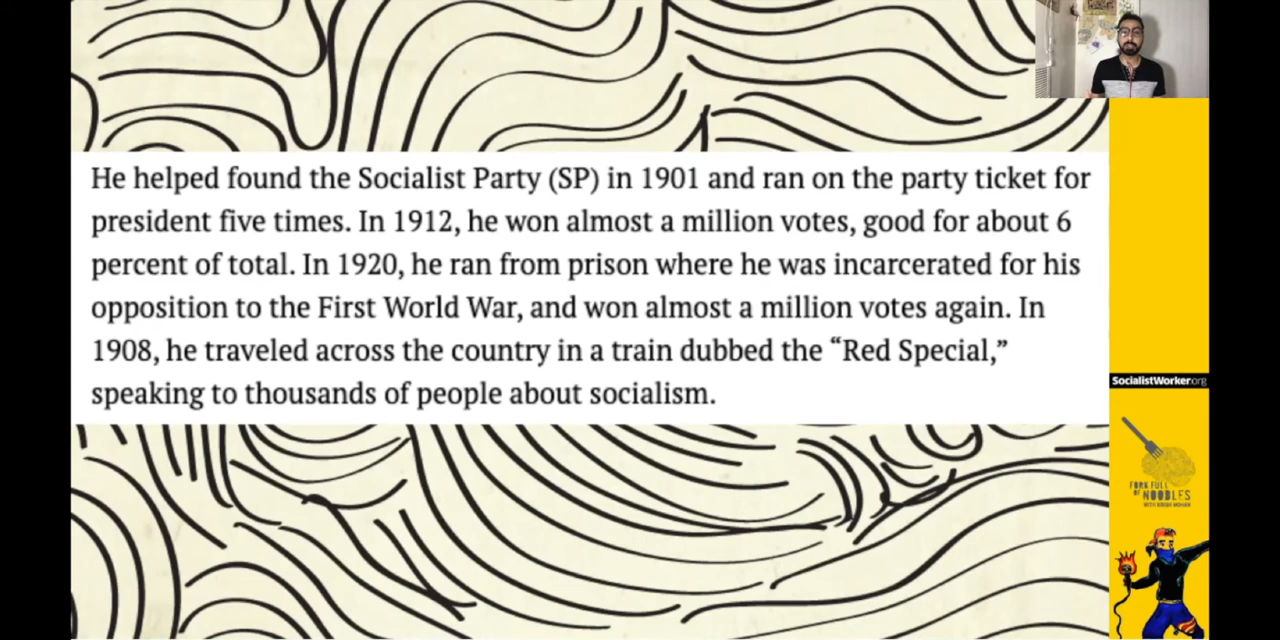 He helped found the Socialist Party (SP) in 1901 and ran on the party ticket for
president five times. In 1912, he won almost a million votes, good for about 6
percent of total. In 1920, he ran from prison where he was incarcerated for his
opposition to the First World War, and won almost a million votes again. In
1908, he traveled across the country in a train dubbed the “Red Special,”
speaking to thousands of people about socialism.
SocialistWorker.org
FORK FULL
OF NOODLES